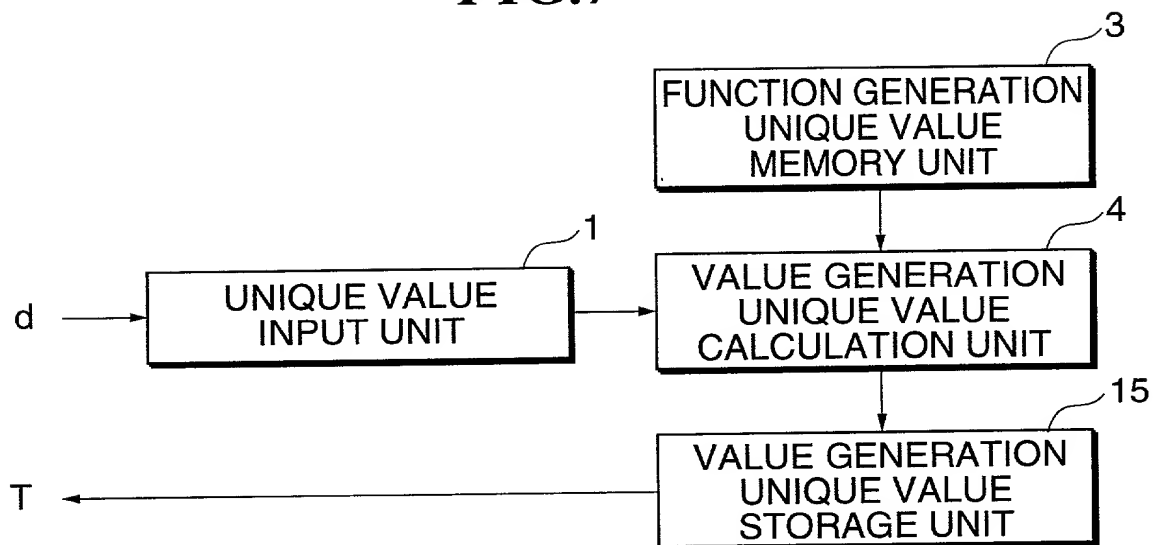 3
FUNCTION GENERATION
UNIQUE VALUE
MEMORY UNIT
1
4
d
UNIQUE VALUE
INPUT UNIT
VALUE GENERATION
UNIQUE VALUE
CALCULATION UNIT
15
T
VALUE GENERATION
UNIQUE VALUE
STORAGE UNIT